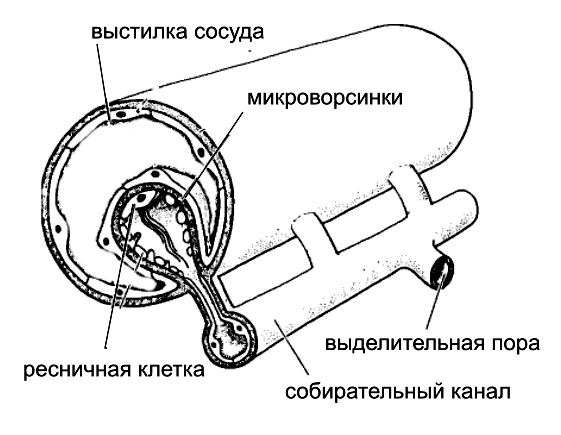 выстилка сосуда
микроворсинки
выделительная пора
ресничная клетка
собирательный канал